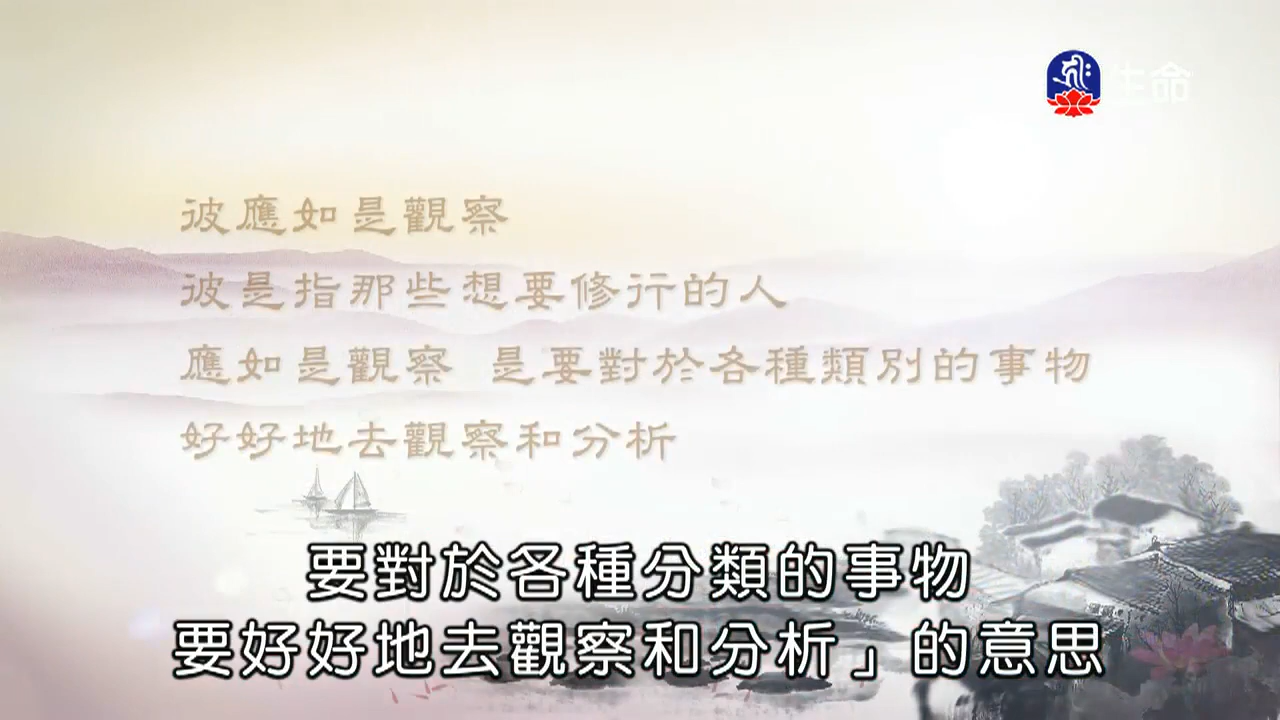 生命
彼應如是觀察
彼是指那些想要修行的人
應如是觀察 是要對於各種類別的事物
好好地去觀察和分析
要對於各種分類的事物
要好好地去觀察和分析」的意思